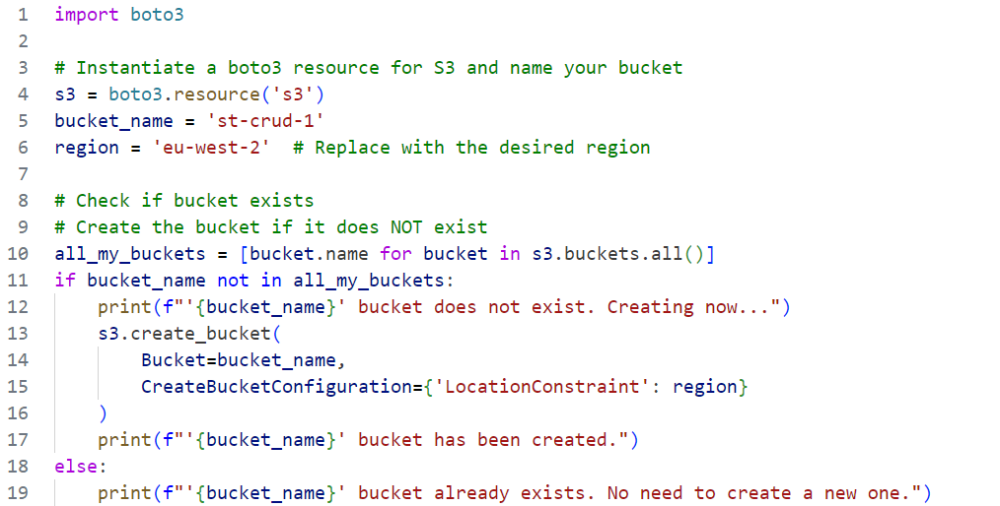 1 import boto3
2
3 # Instantiate a boto3 resource for S3 and name your bucket
4 s3 = boto3.resource('s3')
5 bucket_name = 'st-crud-1'
6 region = 'eu-west-2'  # Replace with the desired region
7
8 # Check if bucket exists
9 # Create the bucket if it does NOT exist
10 all_my_buckets = [bucket.name for bucket in s3.buckets.all()]
11 if bucket_name not in all_my_buckets:
12     print(f"'{bucket_name}' bucket does not exist. Creating now...")
13     s3.create_bucket(
14         Bucket=bucket_name,
15         CreateBucketConfiguration={'LocationConstraint': region}
16     )
17     print(f"'{bucket_name}' bucket has been created.")
18 else:
19     print(f"'{bucket_name}' bucket already exists. No need to create a new one.")